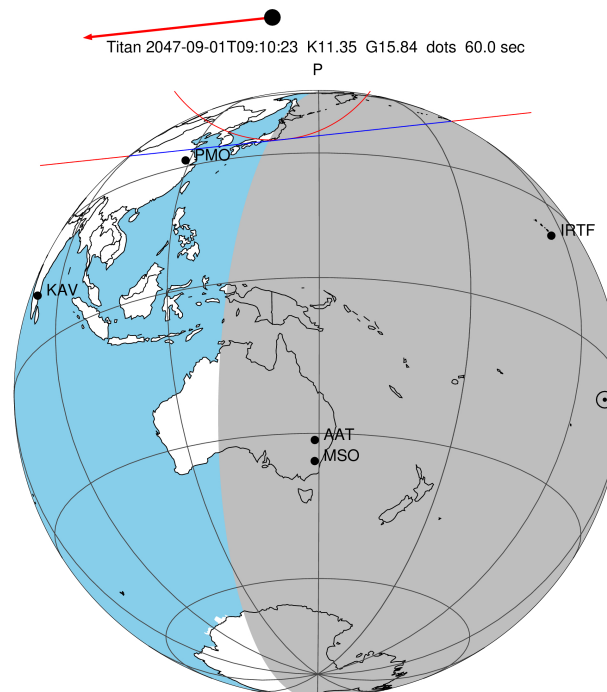 Titan 2047-09-01T09:10:23 K11.35 G15.84 dots 60.0 sec
P
PMO
IRTF
KAV
AAT
MSO